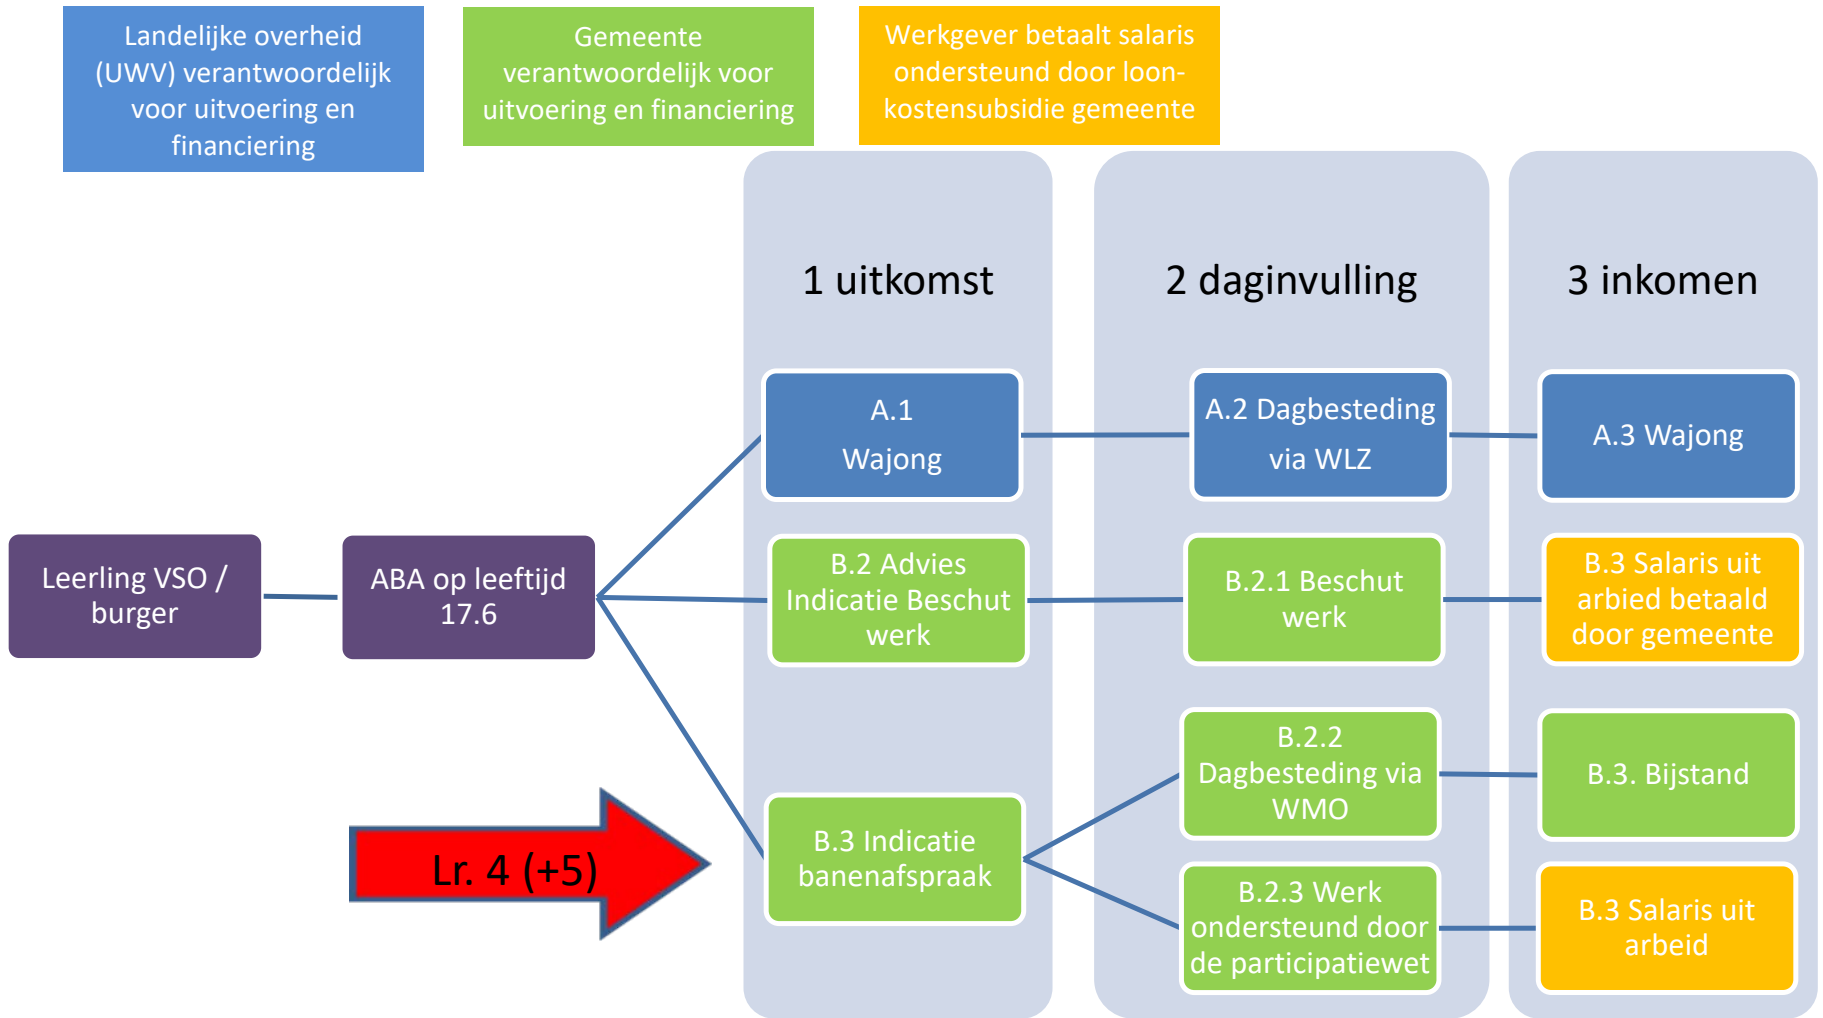 Landelijke overheid
(UWV) verantwoordelijk
voor uitvoering en
financiering
Gemeente
verantwoordelijk voor
uitvoering en financiering
Werkgever betaalt salaris
ondersteund door loon-
kostensubsidie gemeente
1 uitkomst
2 daginvulling
3 inkomen
A.1
Wajong
A.2 Dagbesteding
via WLZ
A.3 Wajong
Leerling VSO /
burger
ABA op leeftijd
17.6
B.2 Advies
Indicatie Beschut
werk
B.2.1 Beschut
werk
B.3 Salaris uit
arbied betaald
door gemeente
B.2.2
Dagbesteding via
WMO
B.3. Bijstand
Lr. 4 (+5)
B.3 Indicatie
banenafspraak
B.2.3 Werk
ondersteund door
de participatiewet
B.3 Salaris uit
arbeid